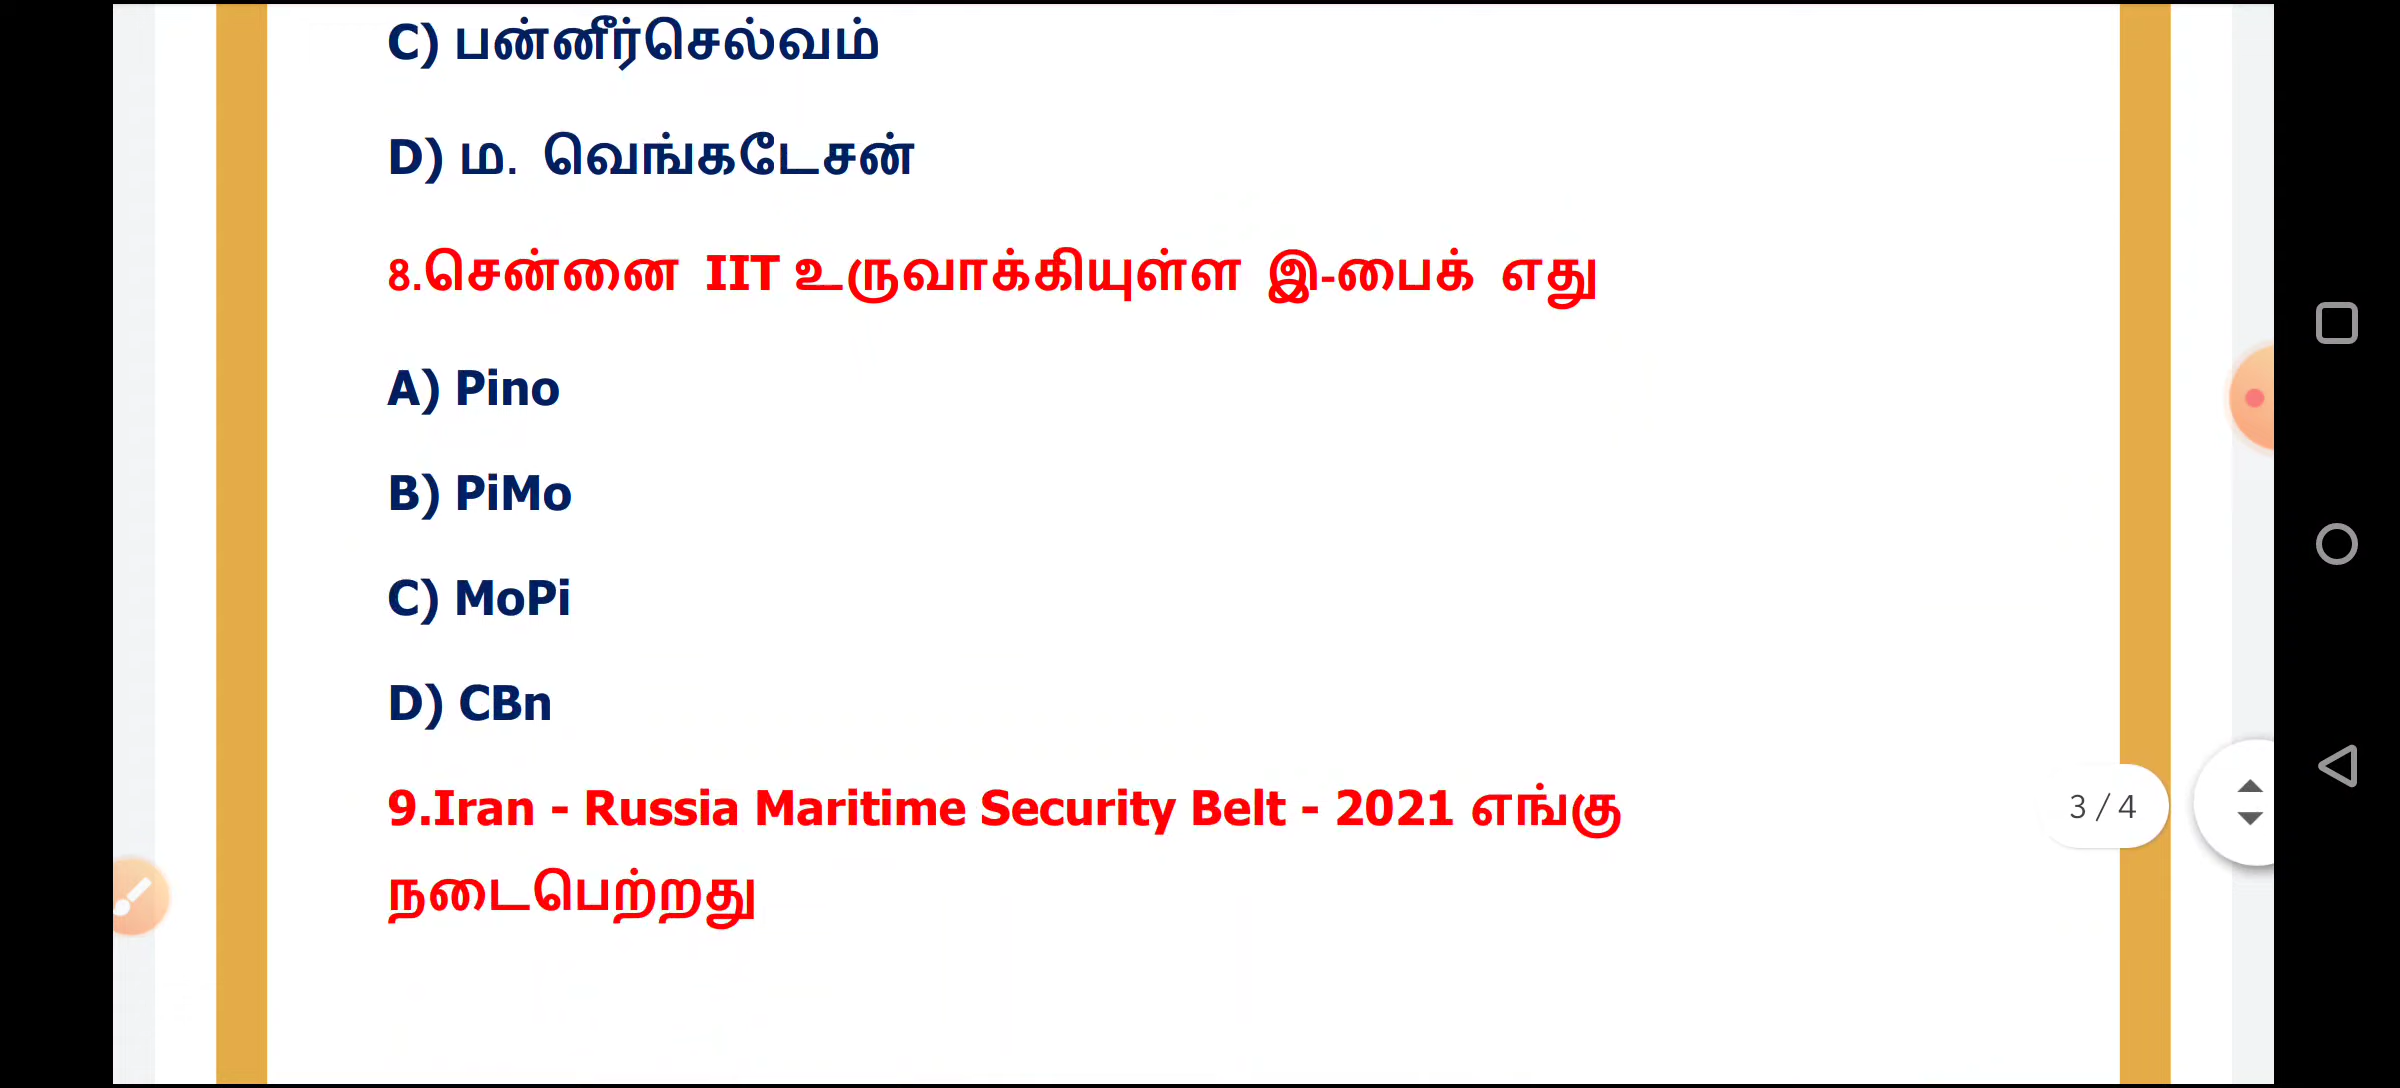 C) பன்னீர்செல்வம்
D) ம. வெங்கடேசன்
8.சென்னை IIT உருவாக்கியுள்ள இ-பைக் எது
A) Pino
B) PiMo
C) MoPi
D) CBn
9.Iran - Russia Maritime Security Belt - 2021 எங்கு
நடைபெற்றது
3 / 4